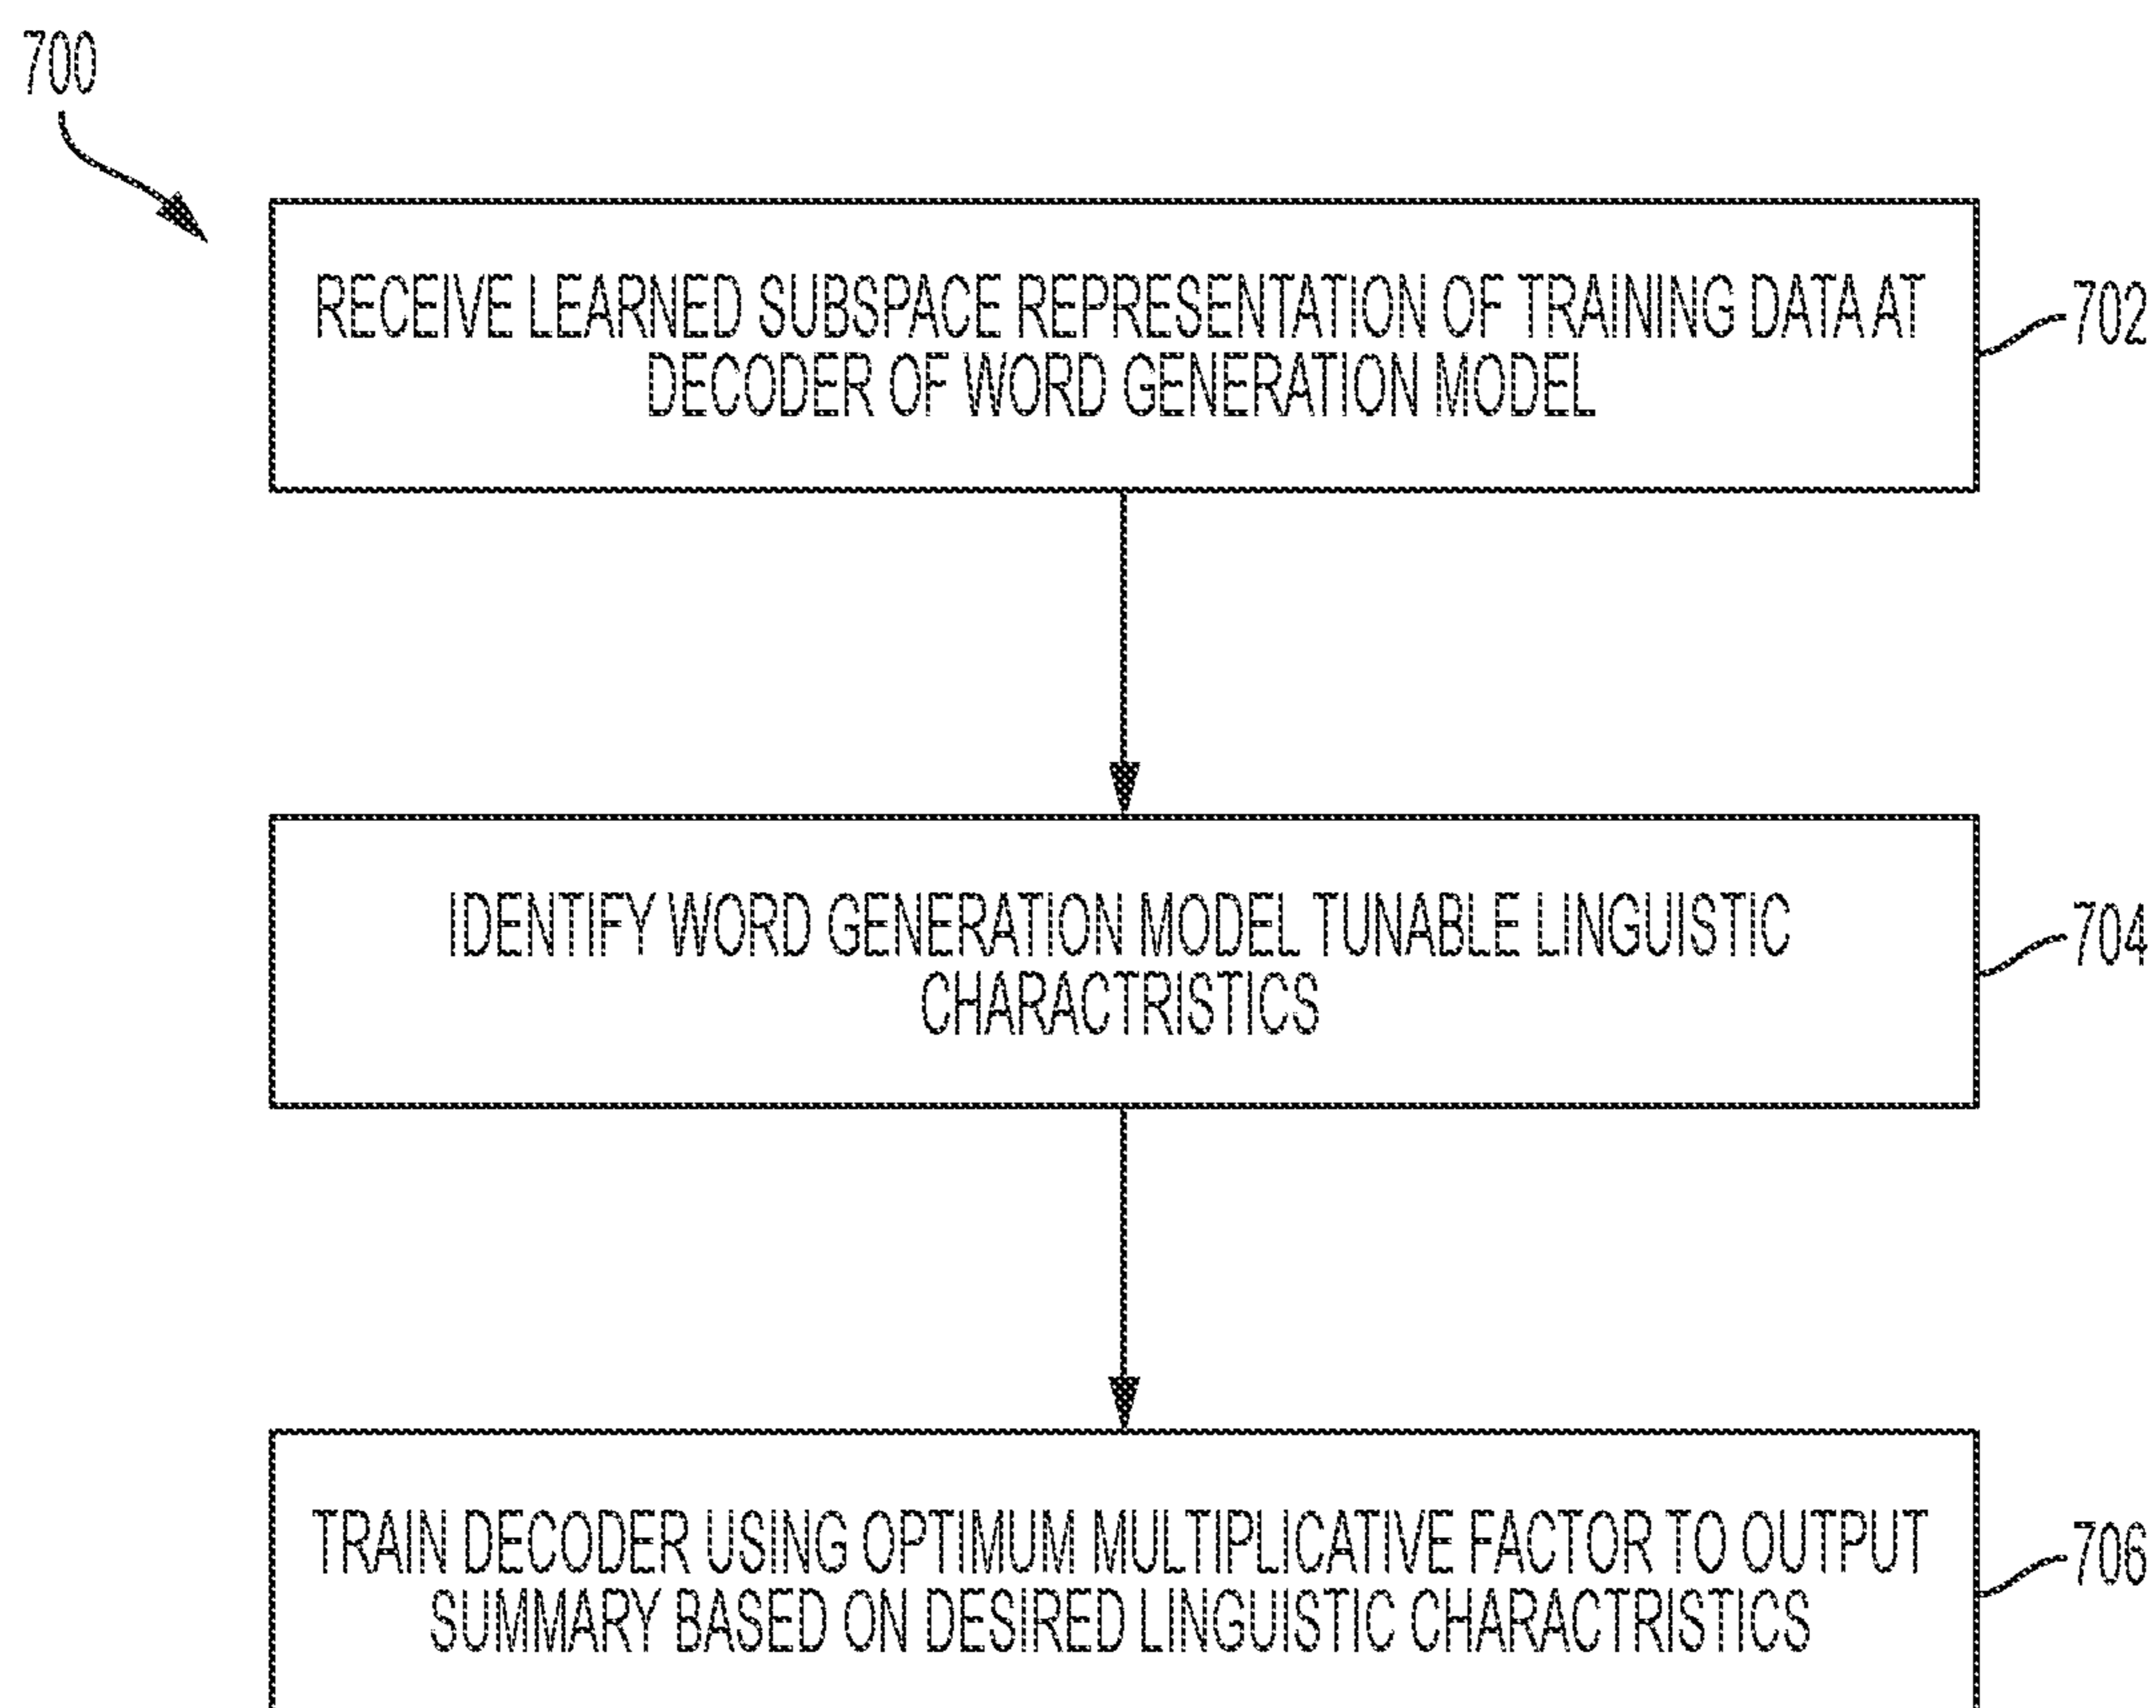 700
RECEIVE LEARNED SUBSPACE REPRESENTATION OF TRAINING DATA AT
DECODER OF WORD GENERATION MODEL
702
IDENTIFY WORD GENERATION MODEL TUNABLE LINGUISTIC
CHARACTRISTICS
704
TRAIN DECODER USING OPTIMUM MULTIPLICATIVE FACTOR TO OUTPUT
SUMMARY BASED ON DESIRED LINGUISTIC CHARACTRISTICS
706